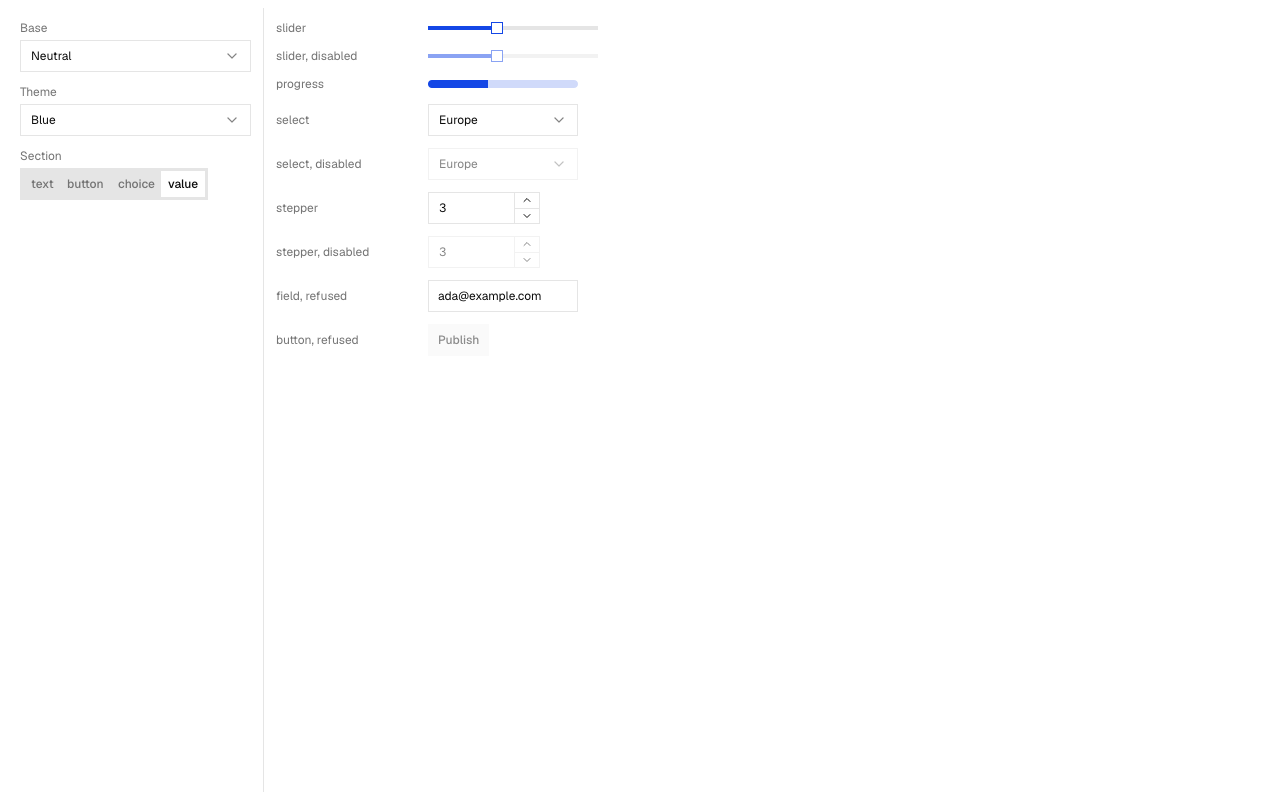 Base
Neutral
Theme
Blue
Section
text button choice value
slider
slider, disabled
progress
select Europe
select, disabled Europe
stepper 3
stepper, disabled 3
field, refused ada@example.com
button, refused Publish